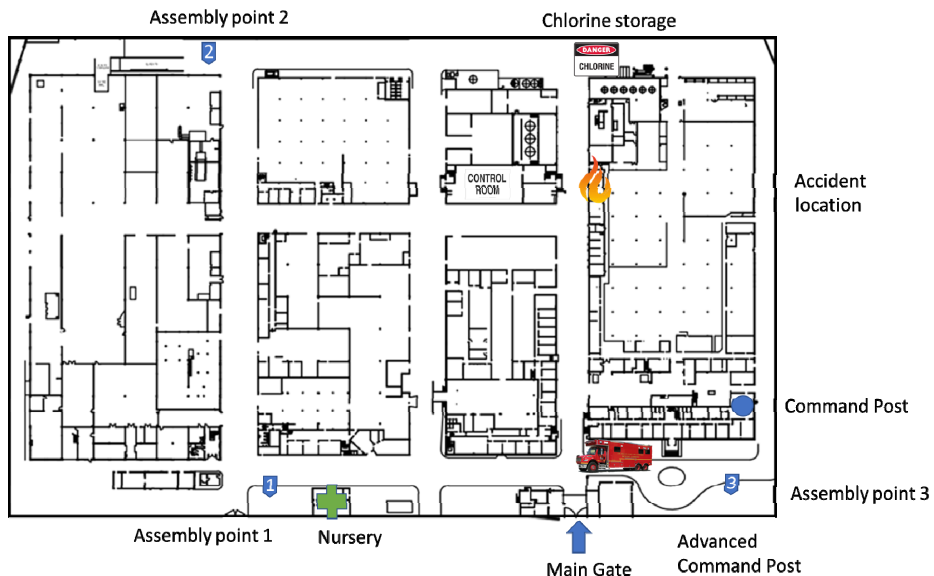 Assembly point 2
Chlorine storage
2
DANGER
CHLORINE
CONTROL
ROOM
Accident
location
Command Post
1
3
Assembly point 3
Assembly point 1
Nursery
Main Gate
Advanced
Command Post